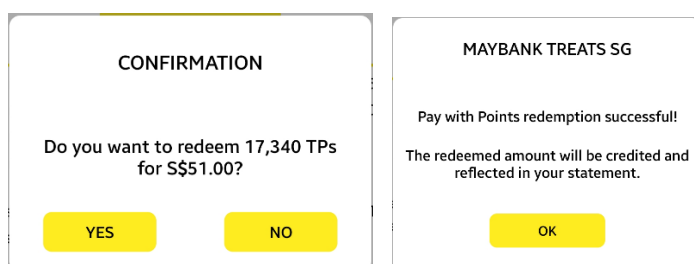 CONFIRMATION
Do you want to redeem 17,340 TPs
for S$51.00?
YES
NO
MAYBANK TREATS SG
Pay with Points redemption successful!
The redeemed amount will be credited and
reflected in your statement.
OK